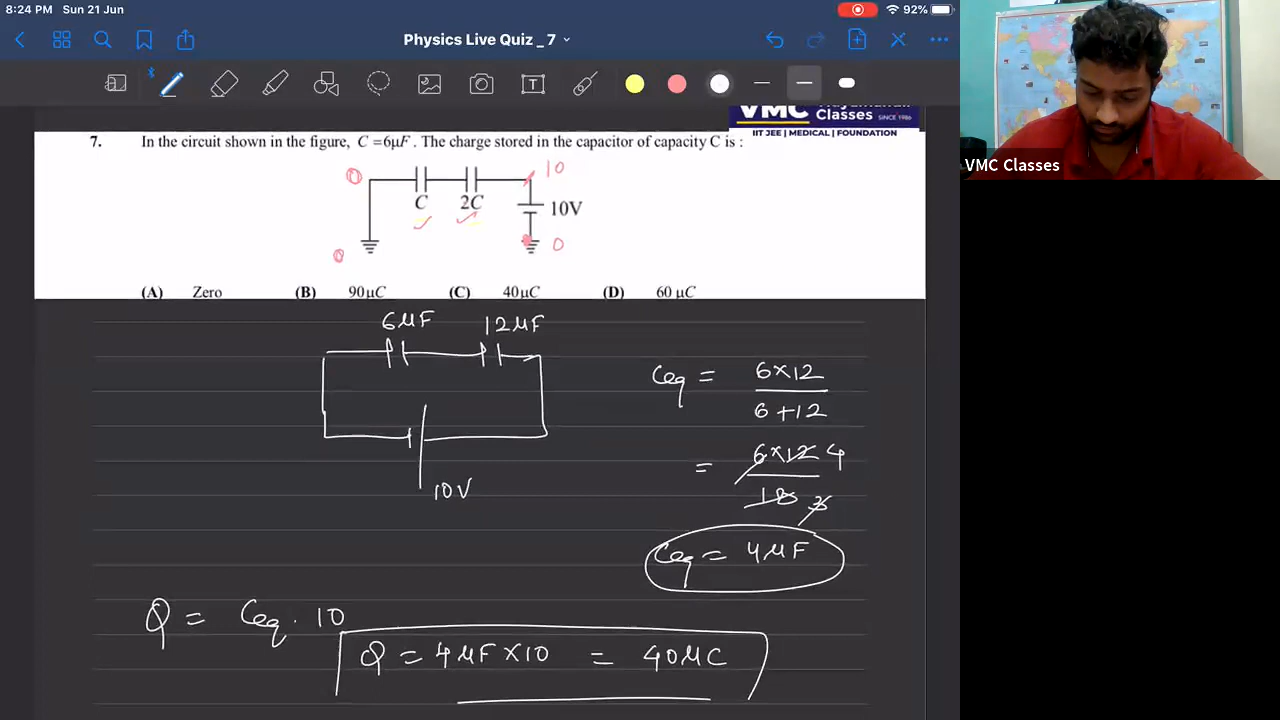 8:24 PM Sun 21 Jun
92%
Physics Live Quiz _ 7
T
VMC
Classes SINCE 1986
IIT JEE | MEDICAL | FOUNDATION
VMC Classes
7. In the circuit shown in the figure, C = 6μF. The charge stored in the capacitor of capacity C is :
0 10
C 2C
10V
0 0
(A) Zero (B) 90μC (C) 40μC (D) 60 μC
6μF 12μF
10V
Ceq = 6×12
6+12
= 6×12 4
18 3
Ceq = 4μF
Q = Ceq . 10
Q = 4μF×10 = 40μC